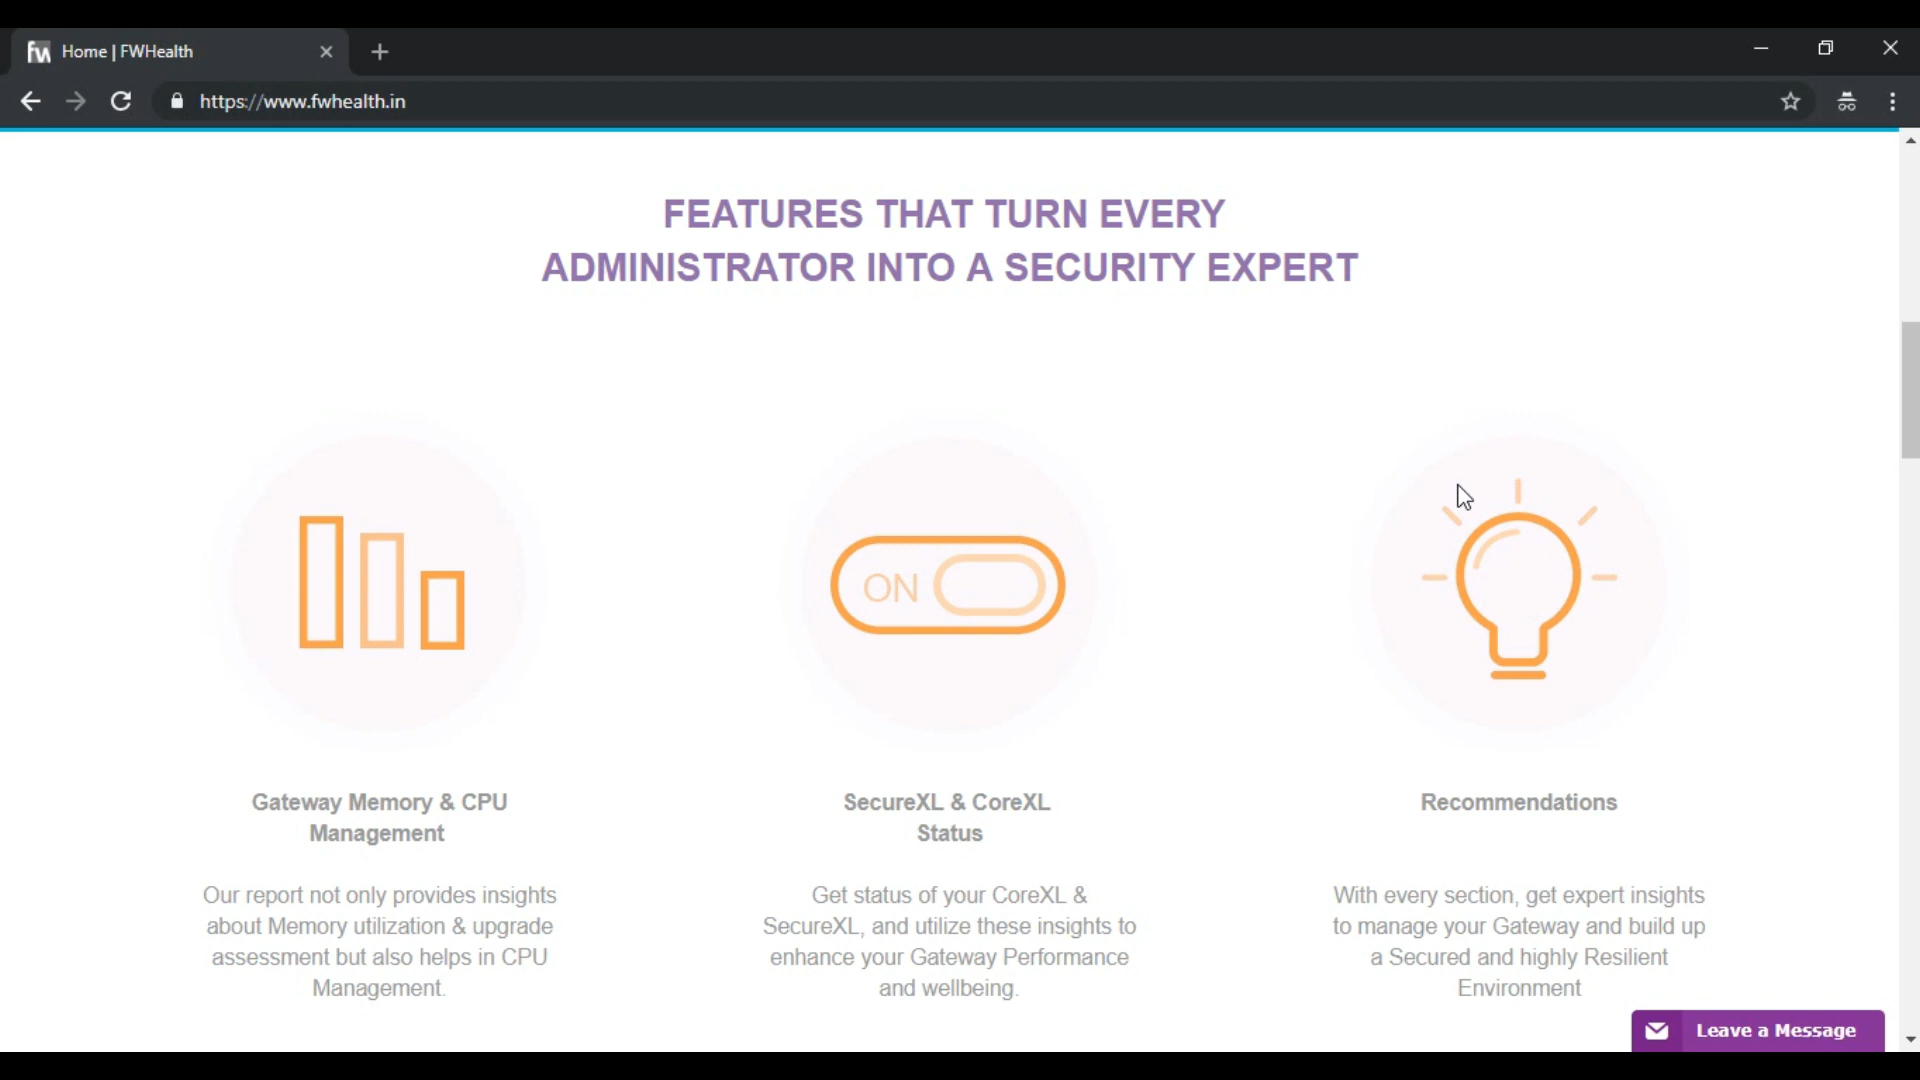 fw Home | FWHealth
https://www.fwhealth.in
FEATURES THAT TURN EVERY
ADMINISTRATOR INTO A SECURITY EXPERT
ON
Gateway Memory & CPU
Management
Our report not only provides insights
about Memory utilization & upgrade
assessment but also helps in CPU
Management.
SecureXL & CoreXL
Status
Get status of your CoreXL &
SecureXL, and utilize these insights to
enhance your Gateway Performance
and wellbeing.
Recommendations
With every section, get expert insights
to manage your Gateway and build up
a Secured and highly Resilient
Environment
Leave a Message